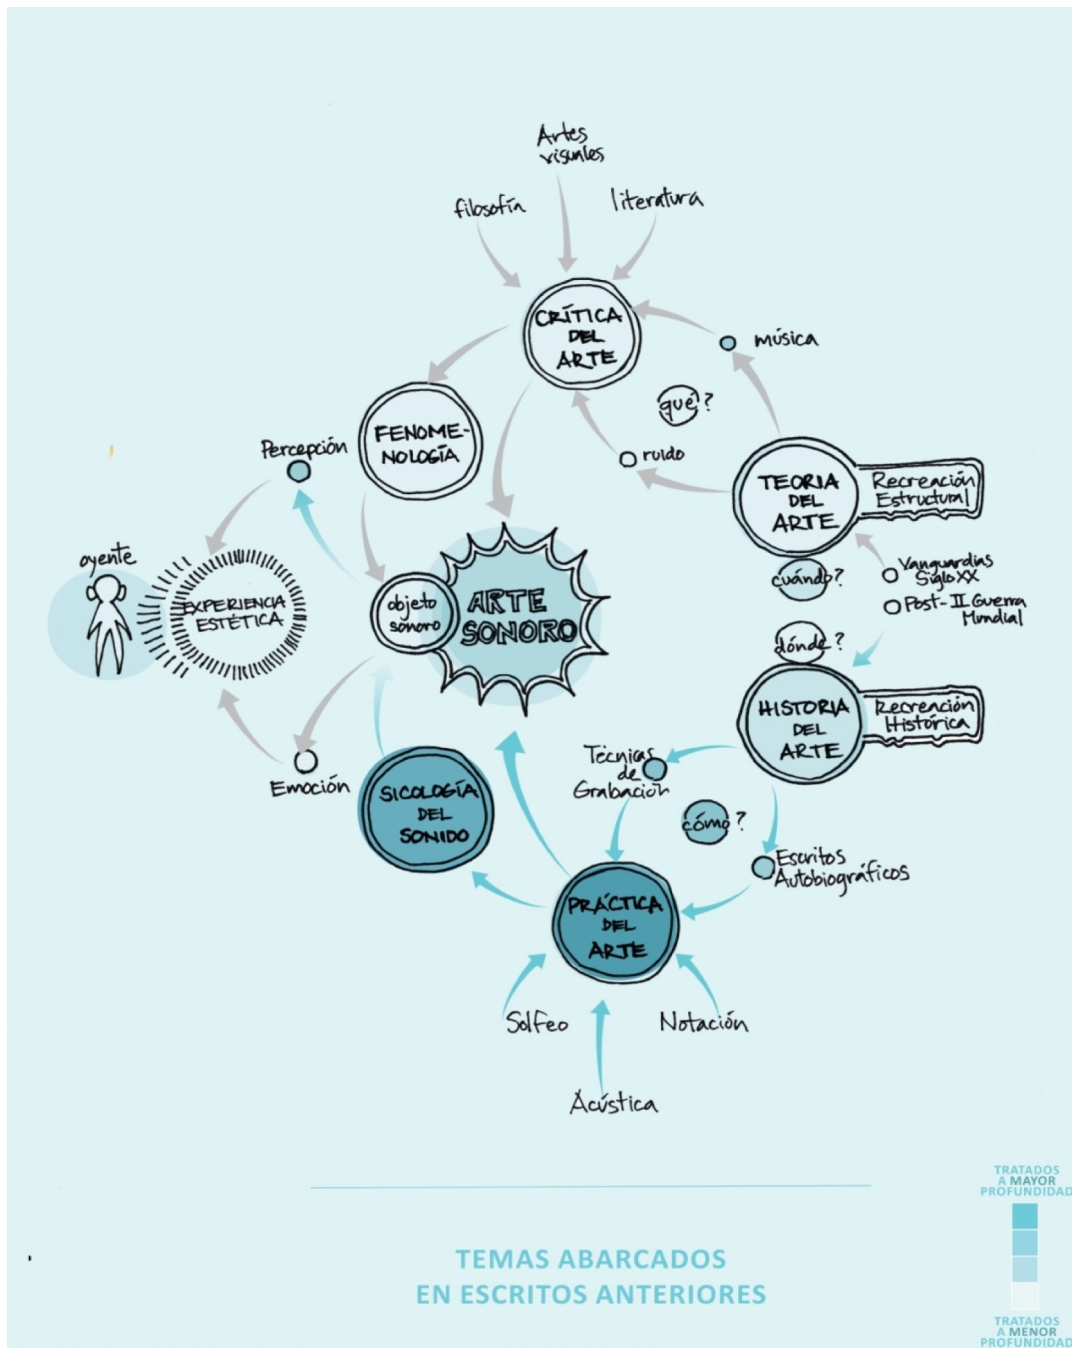 Artes
visuales
filosofía
literatura
CRÍTICA
DEL
ARTE
música
qué?
FENOME-
NOLOGÍA
Percepción
ruido
TEORIA
DEL
ARTE
Recreación
Estructural
oyente
EXPERIENCIA
ESTÉTICA
objeto
sonoro
ARTE
SONORO
cuándo?
Vanguardias
Siglo XX
Post-II Guerra
Mundial
dónde?
HISTORIA
DEL
ARTE
Recreación
Histórica
Emoción
SICOLOGÍA
DEL
SONIDO
Técnicas
de
Grabación
cómo?
Escritos
Autobiográficos
PRÁCTICA
DEL
ARTE
Solfeo
Notación
Acústica
TRATADOS
A MAYOR
PROFUNDIDAD
TEMAS ABARCADOS
EN ESCRITOS ANTERIORES
TRATADOS
A MENOR
PROFUNDIDAD